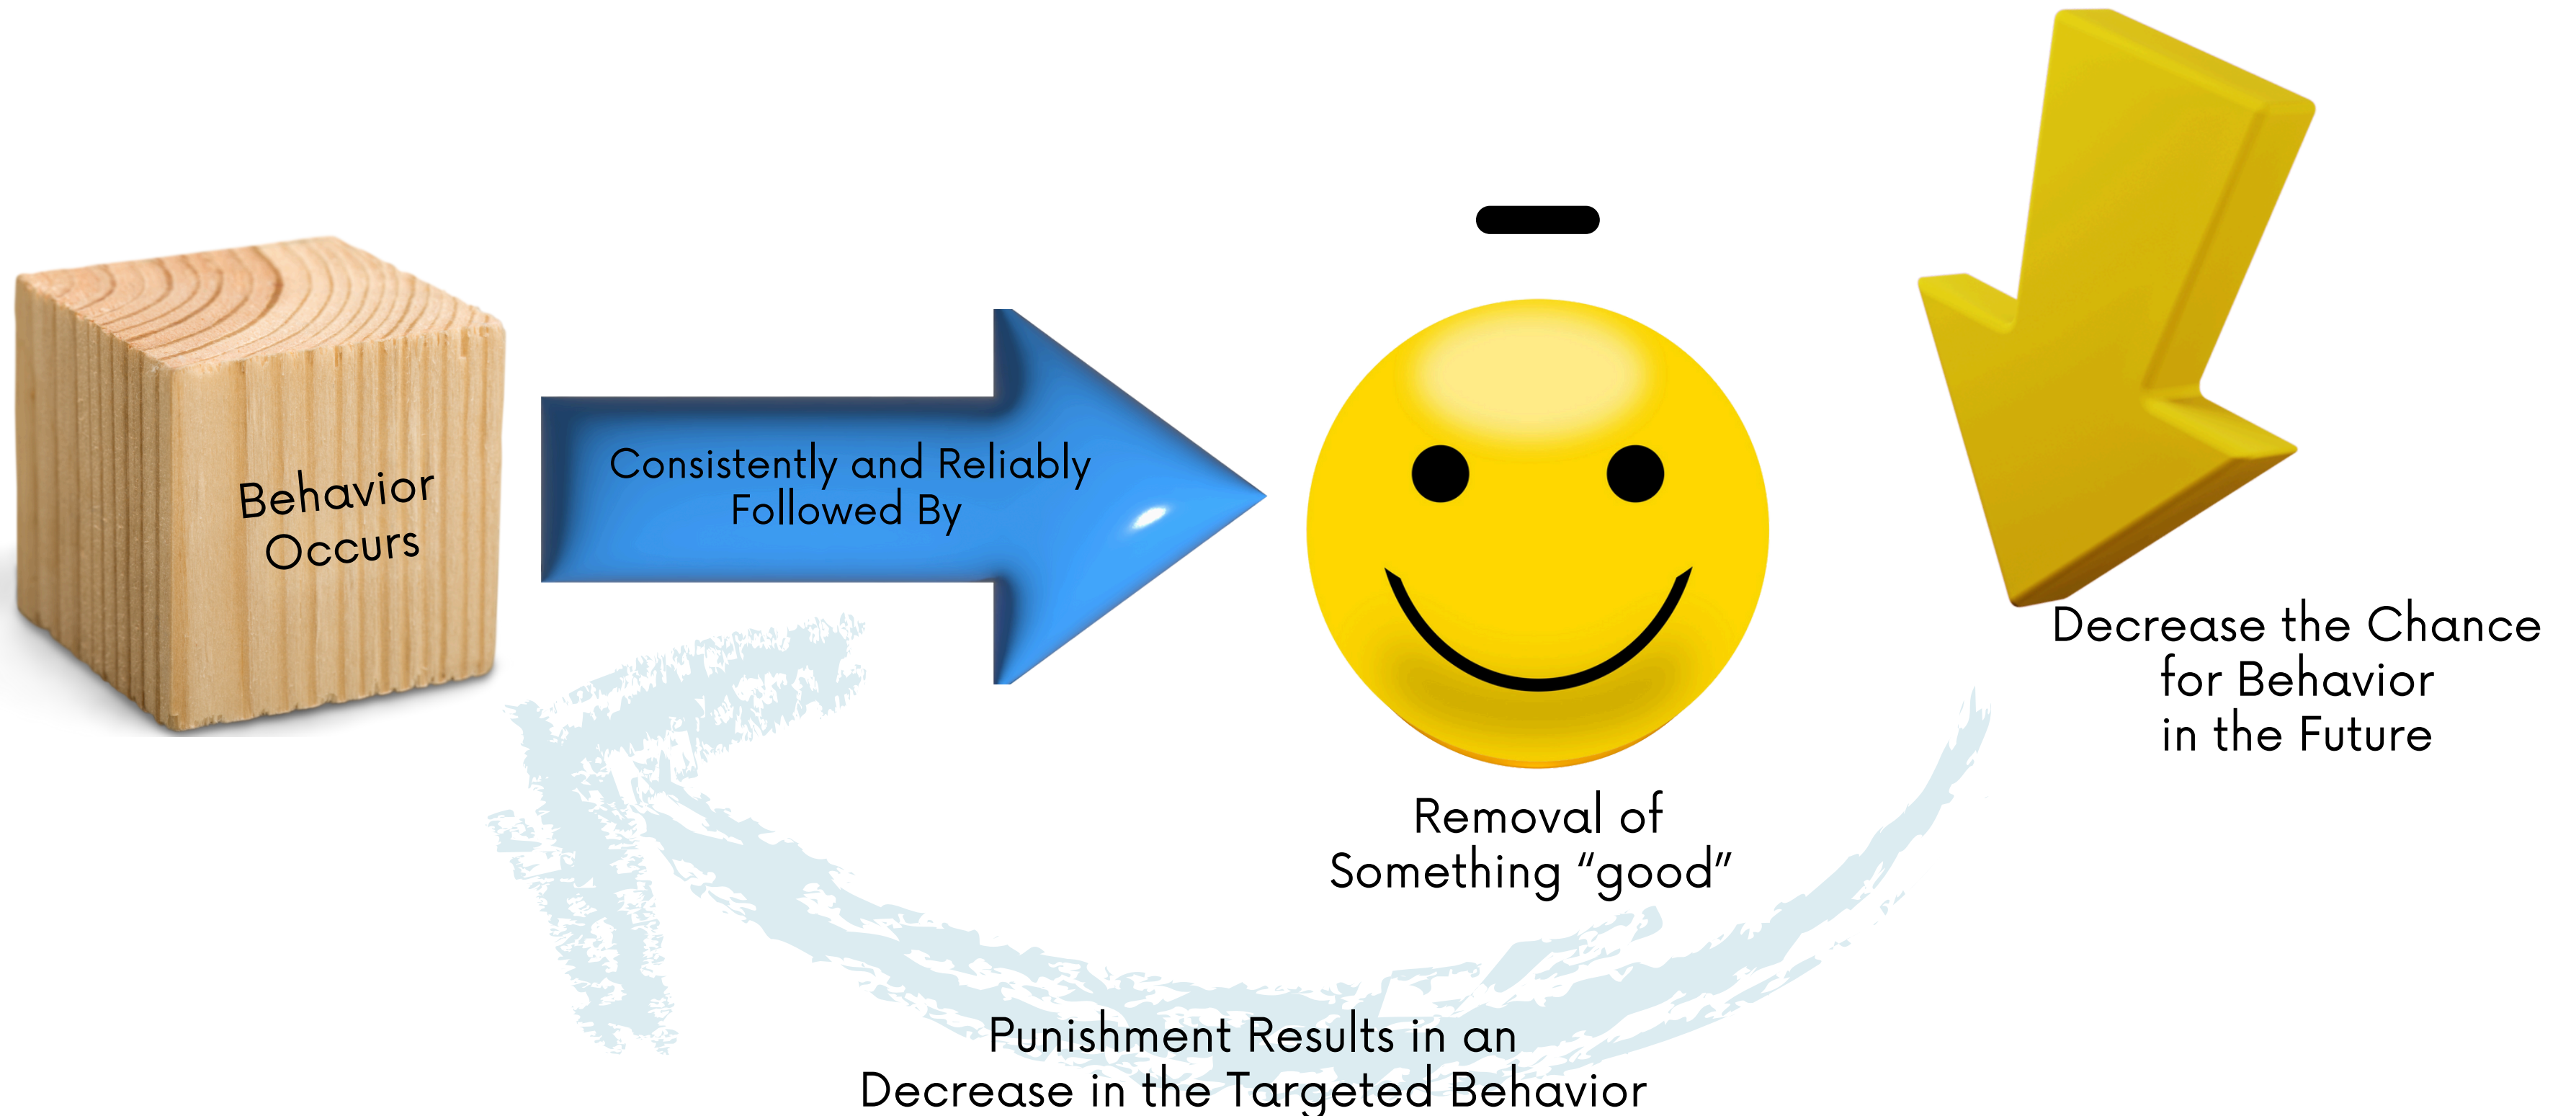 Behavior
Occurs
Consistently and Reliably
Followed By
Removal of
Something “good”
Decrease the Chance
for Behavior
in the Future
Punishment Results in an
Decrease in the Targeted Behavior